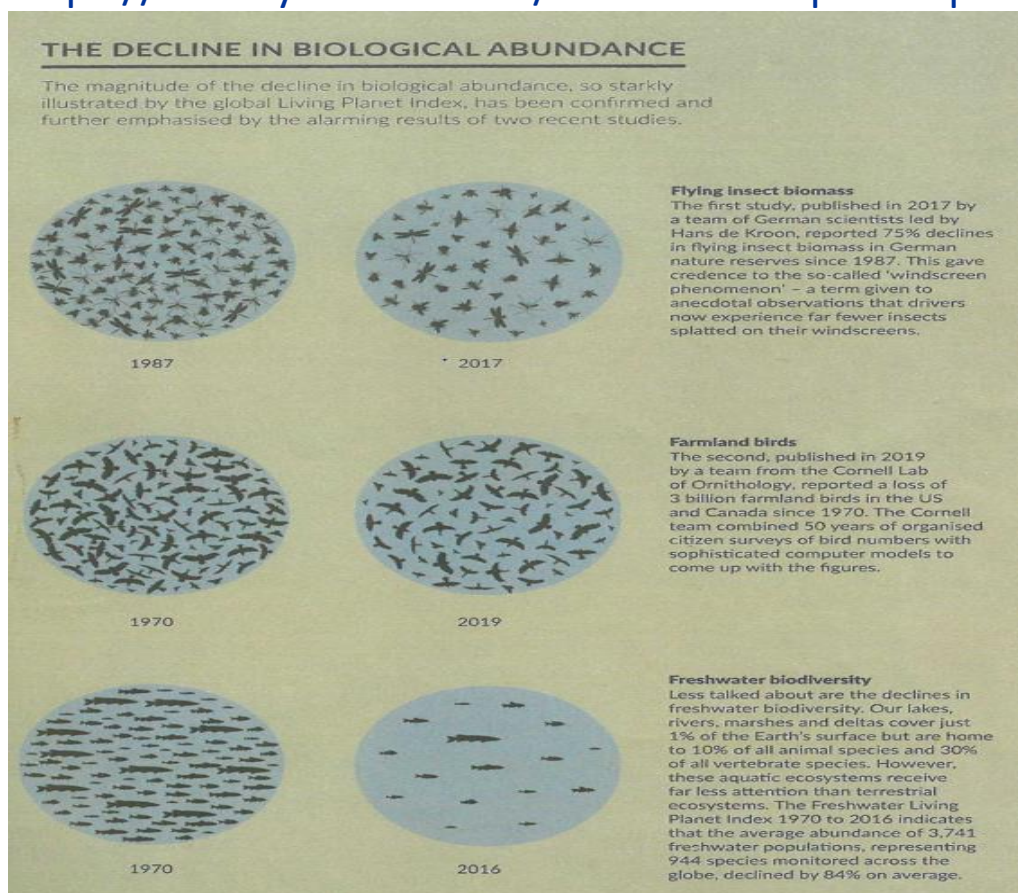 THE DECLINE IN BIOLOGICAL ABUNDANCE
The magnitude of the decline in biological abundance, so starkly
illustrated by the global Living Planet Index, has been confirmed and
further emphasised by the alarming results of two recent studies.
Flying insect biomass
The first study, published in 2017 by
a team of German scientists led by
Hans de Kroon, reported 75% declines
in flying insect biomass in German
nature reserves since 1987. This gave
credence to the so-called 'windscreen
phenomenon' – a term given to
anecdotal observations that drivers
now experience far fewer insects
splatted on their windscreens.
1987
2017
Farmland birds
The second, published in 2019
by a team from the Cornell Lab
of Ornithology, reported a loss of
3 billion farmland birds in the US
and Canada since 1970. The Cornell
team combined 50 years of organised
citizen surveys of bird numbers with
sophisticated computer models to
come up with the figures.
1970
2019
Freshwater biodiversity
Less talked about are the declines in
freshwater biodiversity. Our lakes,
rivers, marshes and deltas cover just
1% of the Earth's surface but are home
to 10% of all animal species and 30%
of all vertebrate species. However,
these aquatic ecosystems receive
far less attention than terrestrial
ecosystems. The Freshwater Living
Planet Index 1970 to 2016 indicates
that the average abundance of 3,741
freshwater populations, representing
944 species monitored across the
globe, declined by 84% on average.
1970
2016